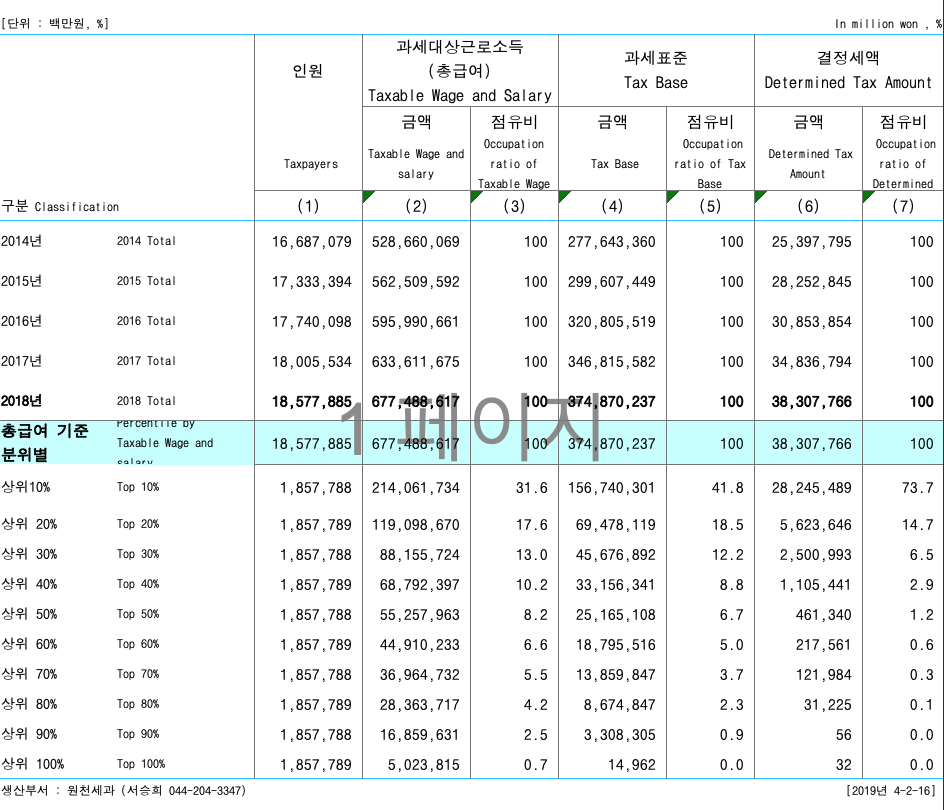 [단위 : 백만원, %] In million won , %
인원 과세대상근로소득 과세표준 결정세액
(총급여) Tax Base Determined Tax Amount
Taxable Wage and Salary
금액 점유비 금액 점유비 금액 점유비
Taxpayers Taxable Wage and salary Occupation ratio of Taxable Wage Tax Base Occupation ratio of Tax Base Determined Tax Amount Occupation ratio of Determined
구분 Classification (1) (2) (3) (4) (5) (6) (7)
2014년 2014 Total 16,687,079 528,660,069 100 277,643,360 100 25,397,795 100
2015년 2015 Total 17,333,394 562,509,592 100 299,607,449 100 28,252,845 100
2016년 2016 Total 17,740,098 595,990,661 100 320,805,519 100 30,853,854 100
2017년 2017 Total 18,005,534 633,611,675 100 346,815,582 100 34,836,794 100
2018년 2018 Total 18,577,885 677,488,617 100 374,870,237 100 38,307,766 100
1 페이지
총급여 기준 분위별 Percentile by Taxable Wage and salary 18,577,885 677,488,617 100 374,870,237 100 38,307,766 100
상위10% Top 10% 1,857,788 214,061,734 31.6 156,740,301 41.8 28,245,489 73.7
상위 20% Top 20% 1,857,789 119,098,670 17.6 69,478,119 18.5 5,623,646 14.7
상위 30% Top 30% 1,857,788 88,155,724 13.0 45,676,892 12.2 2,500,993 6.5
상위 40% Top 40% 1,857,789 68,792,397 10.2 33,156,341 8.8 1,105,441 2.9
상위 50% Top 50% 1,857,788 55,257,963 8.2 25,165,108 6.7 461,340 1.2
상위 60% Top 60% 1,857,789 44,910,233 6.6 18,795,516 5.0 217,561 0.6
상위 70% Top 70% 1,857,788 36,964,732 5.5 13,859,847 3.7 121,984 0.3
상위 80% Top 80% 1,857,789 28,363,717 4.2 8,674,847 2.3 31,225 0.1
상위 90% Top 90% 1,857,788 16,859,631 2.5 3,308,305 0.9 56 0.0
상위 100% Top 100% 1,857,789 5,023,815 0.7 14,962 0.0 32 0.0
생산부서 : 원천세과 (서승희 044-204-3347) [2019년 4-2-16]